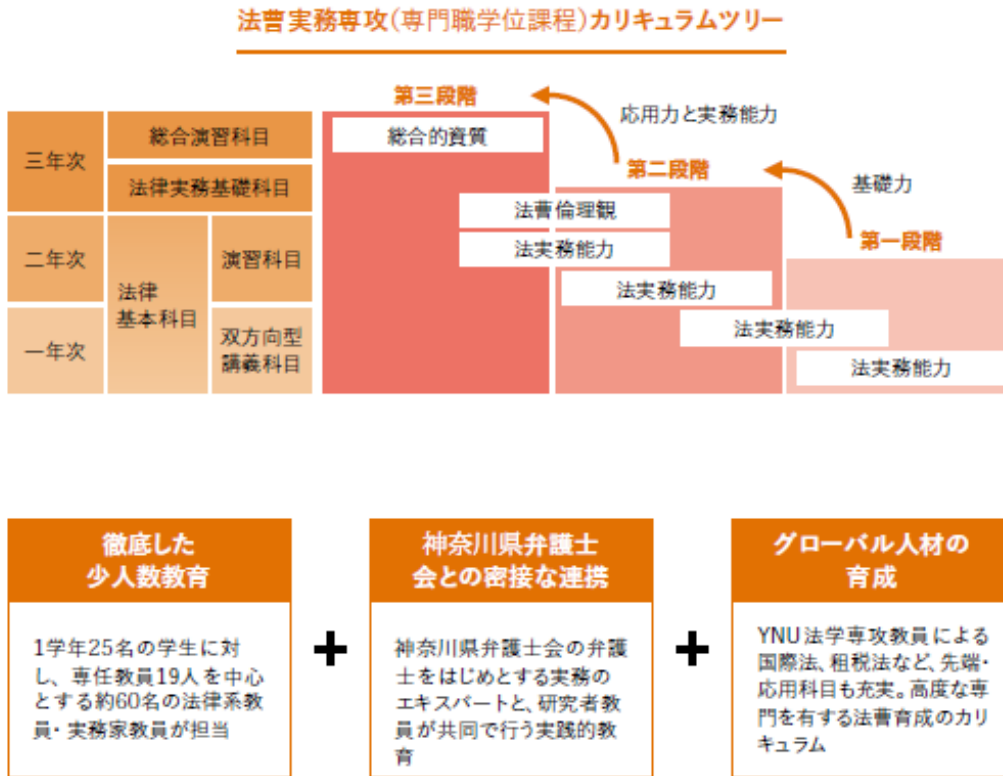 法曹実務専攻(専門職学位課程)カリキュラムツリー
第三段階
応用力と実務能力
三年次
総合演習科目
総合的資質
第二段階
法律実務基礎科目
基礎力
法曹倫理観
第一段階
二年次
演習科目
法実務能力
法律
基本科目
法実務能力
一年次
双方向型
講義科目
法実務能力
法実務能力
徹底した
少人数教育
1学年25名の学生に対
し、専任教員19人を中心
とする約60名の法律系教
員・実務家教員が担当
+
神奈川県弁護士
会との密接な連携
神奈川県弁護士会の弁護
士をはじめとする実務の
エキスパートと、研究者教
員が共同で行う実践的教
育
+
グローバル人材の
育成
YNU法学専攻教員による
国際法、租税法など、先端・
応用科目も充実。高度な専
門を有する法曹育成のカリ
キュラム